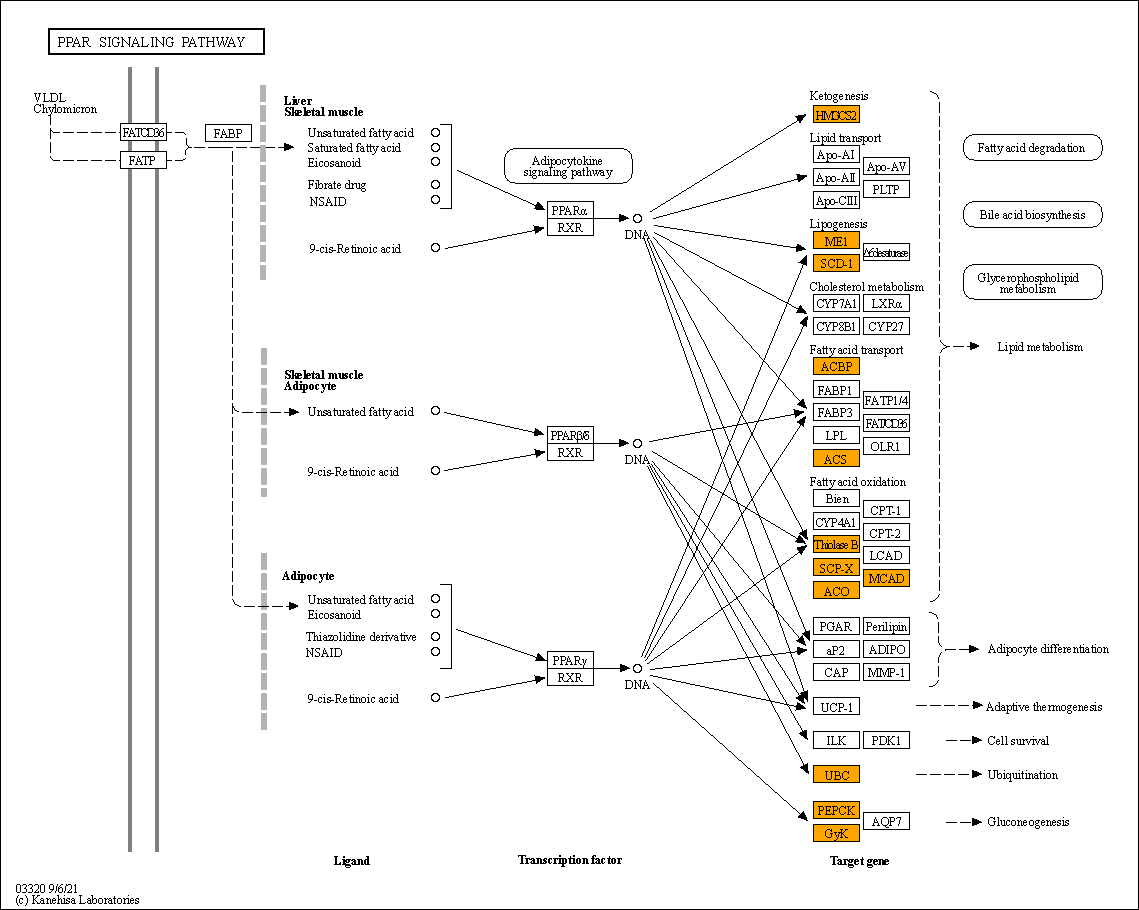 PPAR SIGNALING PATHWAY
VLDL
Chylomicron
FAT/CD36
FATP
FABP
Liver
Skeletal muscle
Unsaturated fatty acid
Saturated fatty acid
Eicosanoid
Fibrate drug
NSAID
9-cis-Retinoic acid
Adipocytokine
signaling pathway
PPARα
RXR
DNA
Skeletal muscle
Adipocyte
Unsaturated fatty acid
9-cis-Retinoic acid
PPARβ/δ
RXR
DNA
Adipocyte
Unsaturated fatty acid
Eicosanoid
Thiazolidine derivative
NSAID
9-cis-Retinoic acid
PPARγ
RXR
DNA
Ketogenesis
HMGCS2
Lipid transport
Apo-AI
Apo-AV
Apo-AII
PLTP
Apo-CIII
Lipogenesis
ME1
Δ6desaturase
SCD-1
Cholesterol metabolism
CYP7A1
LXRα
CYP8B1
CYP27
Fatty acid transport
ACBP
FABP1
FATP1/4
FABP3
FAT/CD36
LPL
OLR1
ACS
Fatty acid oxidation
Bien
CPT-1
CYP4A1
CPT-2
Thiolase B
LCAD
SCP-X
MCAD
ACO
PGAR
Perilipin
aP2
ADIPO
CAP
MMP-1
UCP-1
ILK
PDK1
UBC
PEPCK
AQP7
GyK
Fatty acid degradation
Bile acid biosynthesis
Glycerophospholipid
metabolism
Lipid metabolism
Adipocyte differentiation
Adaptive thermogenesis
Cell survival
Ubiquitination
Gluconeogenesis
Ligand
Transcription factor
Target gene
03320 9/6/21
(c) Kanehisa Laboratories